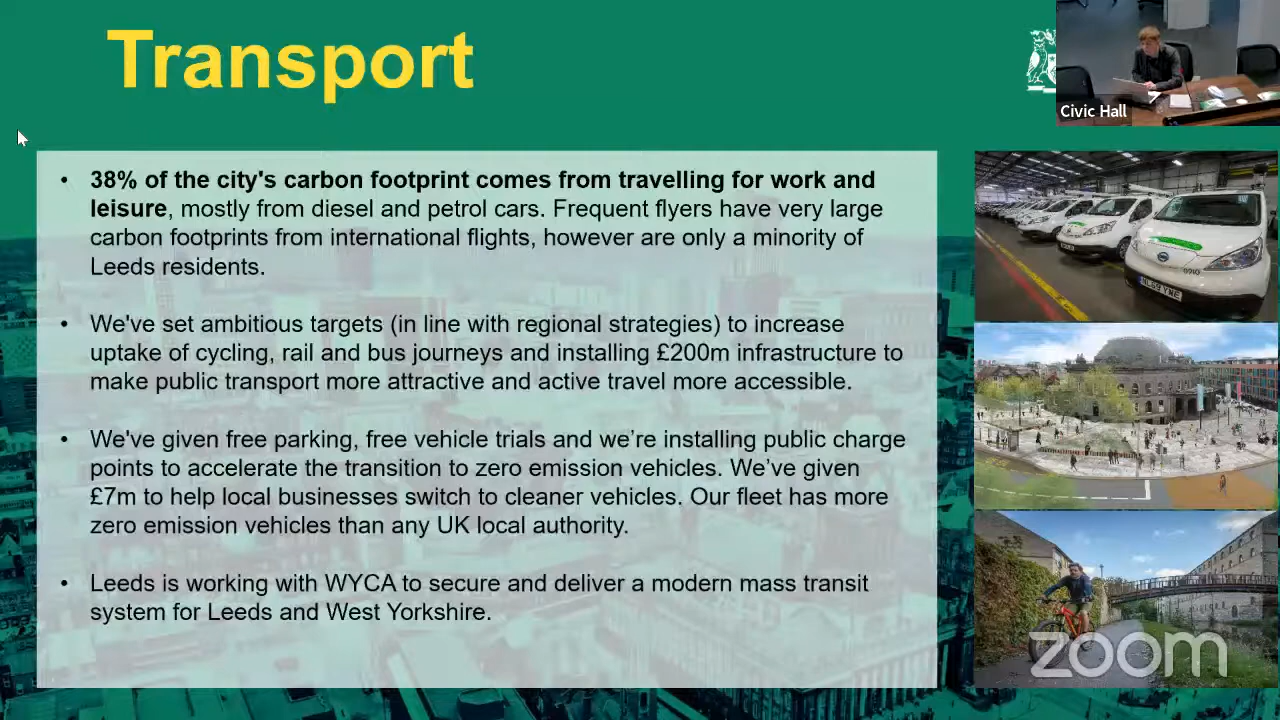 Transport
Civic Hall
• 38% of the city's carbon footprint comes from travelling for work and
leisure, mostly from diesel and petrol cars. Frequent flyers have very large
carbon footprints from international flights, however are only a minority of
Leeds residents.
• We've set ambitious targets (in line with regional strategies) to increase
uptake of cycling, rail and bus journeys and installing £200m infrastructure to
make public transport more attractive and active travel more accessible.
• We've given free parking, free vehicle trials and we’re installing public charge
points to accelerate the transition to zero emission vehicles. We’ve given
£7m to help local businesses switch to cleaner vehicles. Our fleet has more
zero emission vehicles than any UK local authority.
• Leeds is working with WYCA to secure and deliver a modern mass transit
system for Leeds and West Yorkshire.
zoom